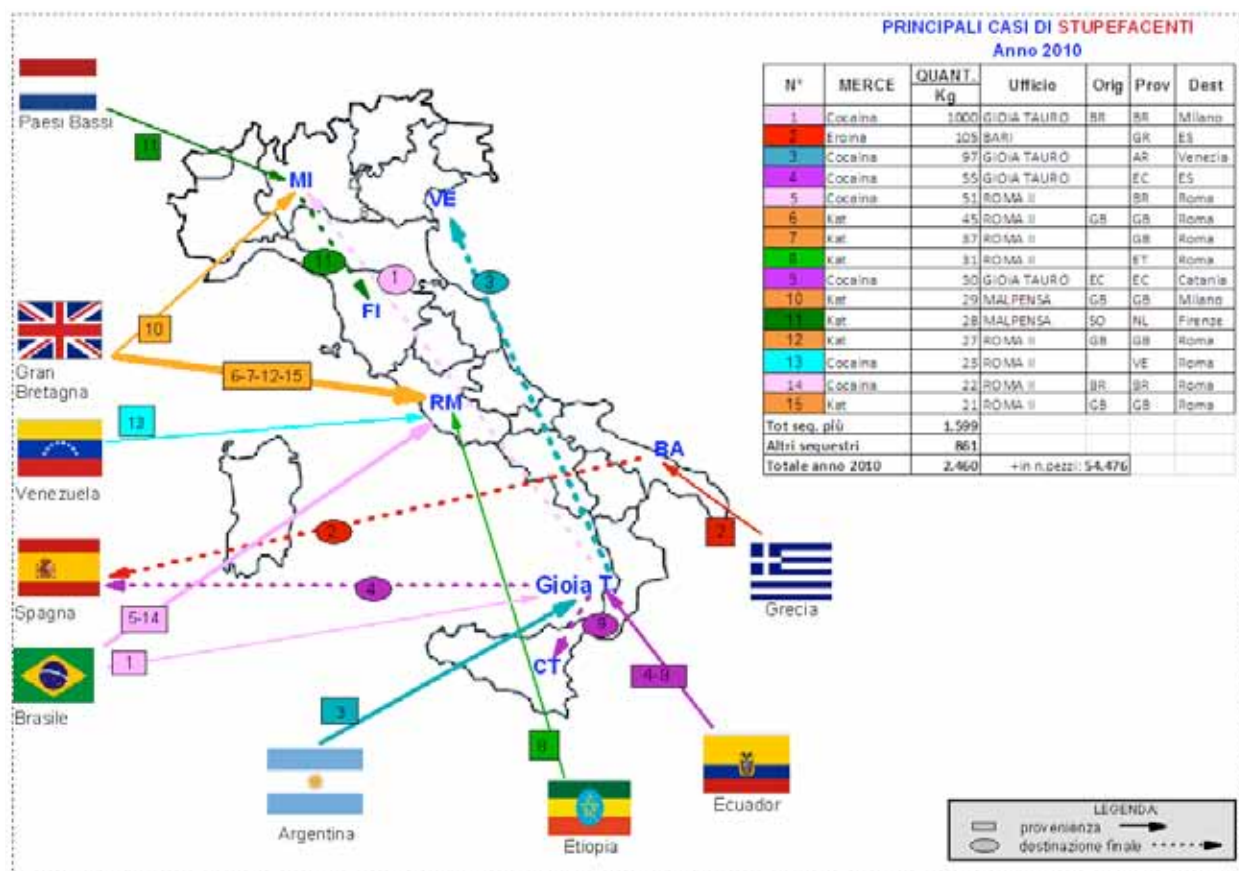 PRINCIPALI CASI DI STUPEFACENTI
Anno 2010
N° MERCE QUANT. Kg Ufficio Orig Prov Dest
1 Cocaina 1000 GIOIA TAURO BR BR Milano
2 Eroina 105 BARI GR ES
3 Cocaina 97 GIOIA TAURO AR Venezia
4 Cocaina 55 GIOIA TAURO EC ES
5 Cocaina 51 ROMA II BR Roma
6 Kat 45 ROMA II GB GB Roma
7 Kat 37 ROMA II GB Roma
8 Kat 31 ROMA II ET Roma
9 Cocaina 30 GIOIA TAURO EC EC Catania
10 Kat 29 MALPENSA GB GB Milano
11 Kat 28 MALPENSA SO NL Firenze
12 Kat 27 ROMA II GB GB Roma
13 Cocaina 23 ROMA II VE Roma
14 Cocaina 22 ROMA II BR BR Roma
15 Kat 21 ROMA II GB GB Roma
Tot seq. più 1.599
Altri sequestri 861
Totale anno 2010 2.460 +in n.pezzi: 54.476
Paesi Bassi
11
MI
VE
11
1
3
FI
10
Gran
Bretagna
6-7-12-15
RM
13
Venezuela
BA
2
2
Grecia
Spagna
4
Gioia T.
9
5-14
1
CT
4-9
Brasile
3
8
Argentina
Etiopia
Ecuador
LEGENDA
provenienza
destinazione finale